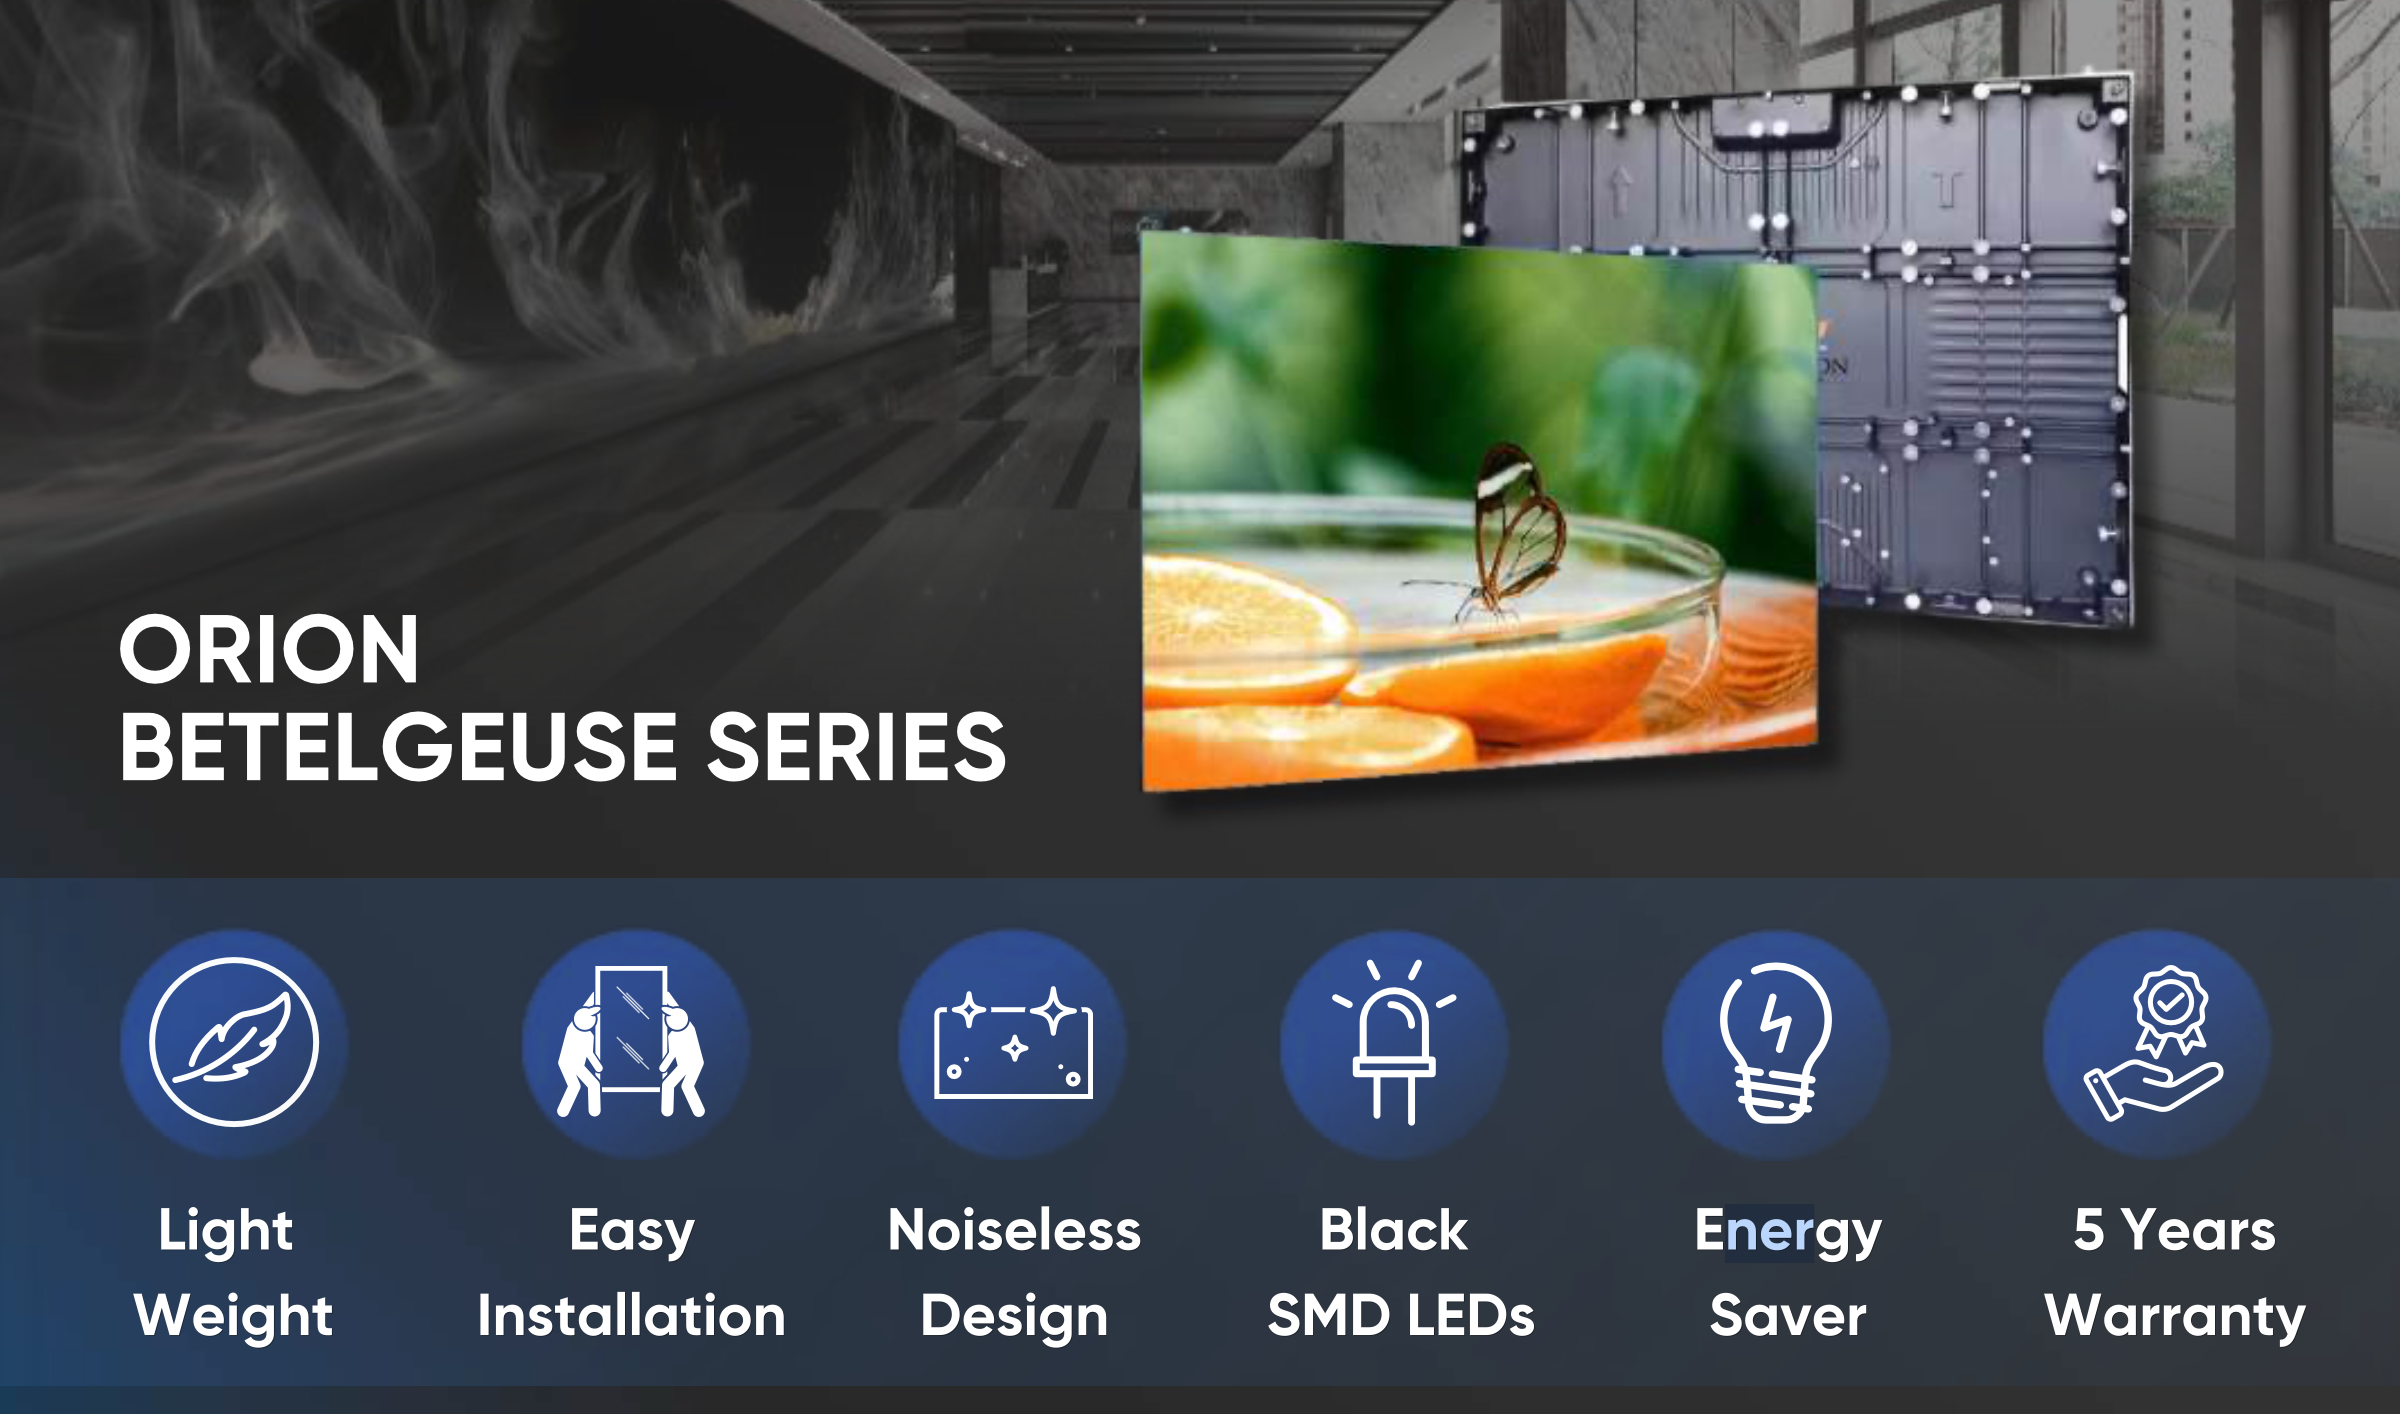 ORION
BETELGEUSE SERIES
Light
Weight
Easy
Installation
Noiseless
Design
Black
SMD LEDs
Energy
Saver
5 Years
Warranty